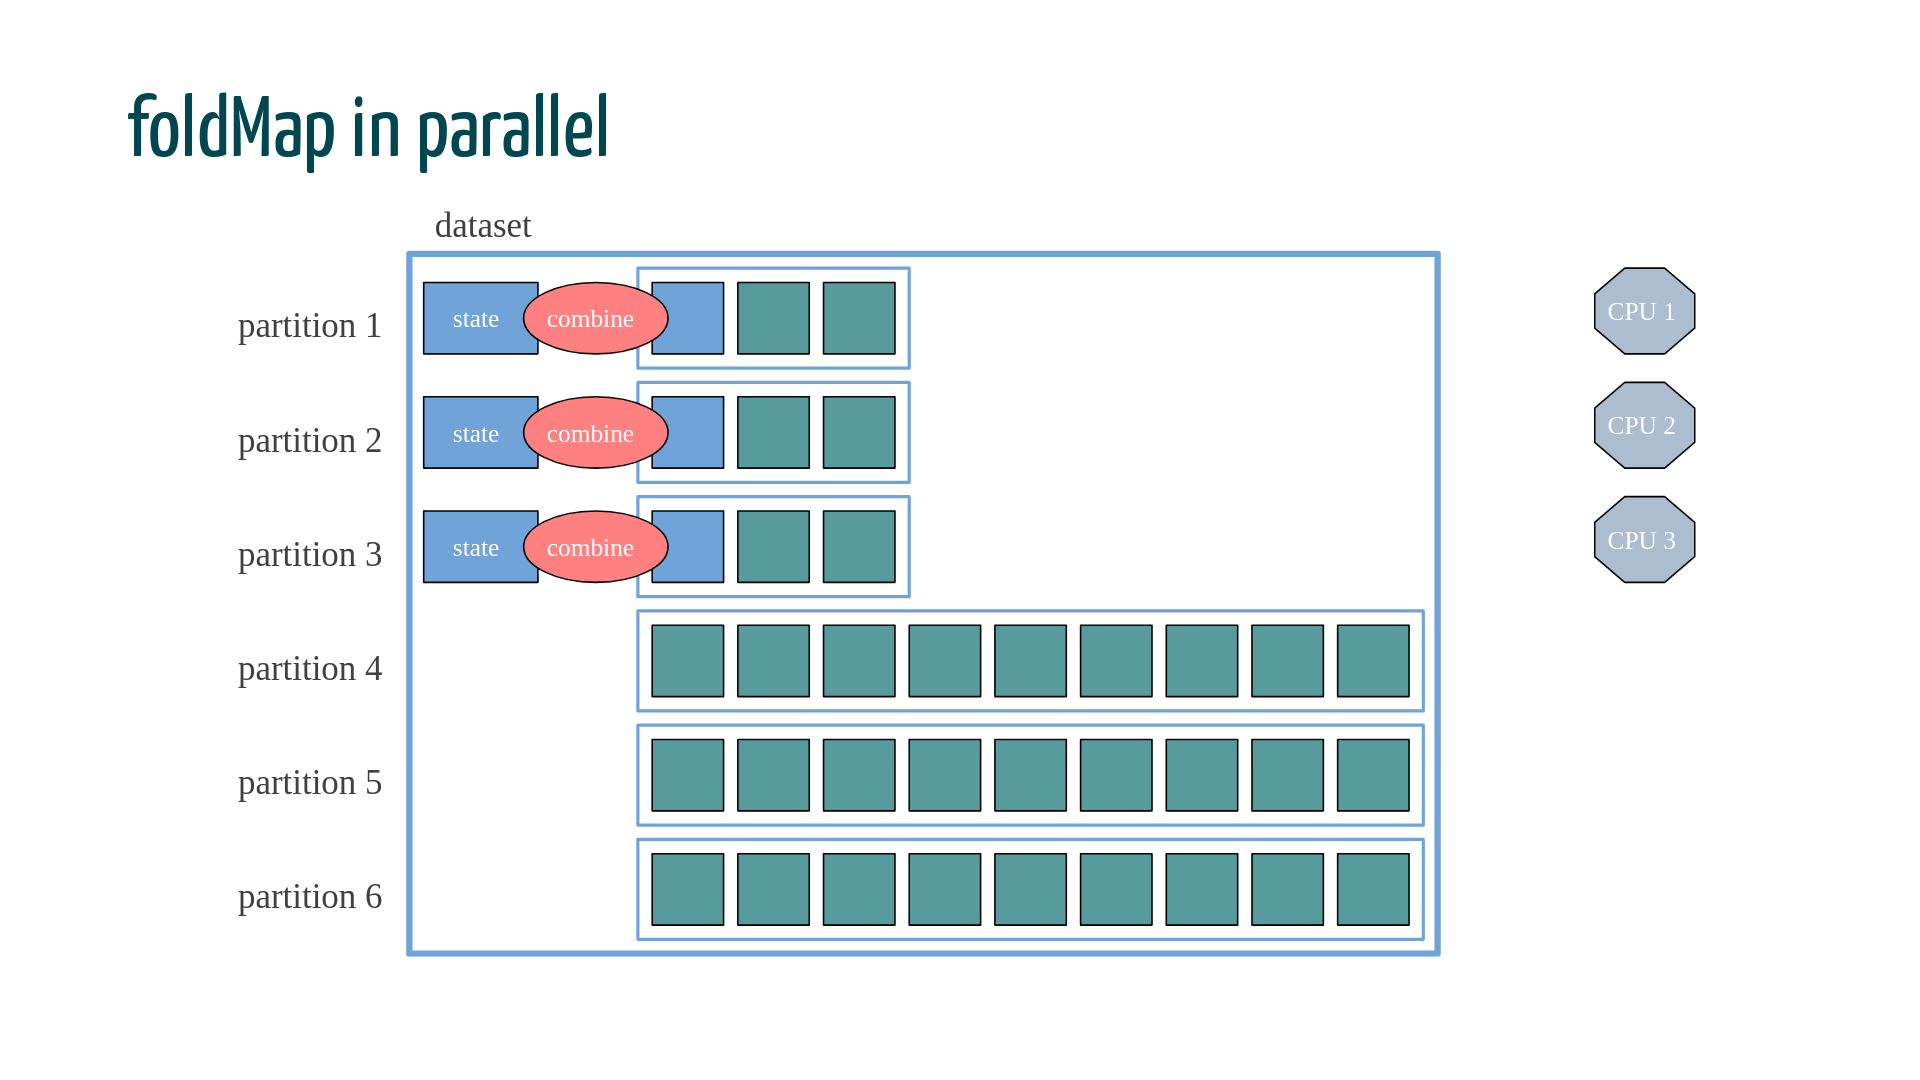 foldMap in parallel
dataset
partition 1
state
combine
CPU 1
partition 2
state
combine
CPU 2
partition 3
state
combine
CPU 3
partition 4
partition 5
partition 6